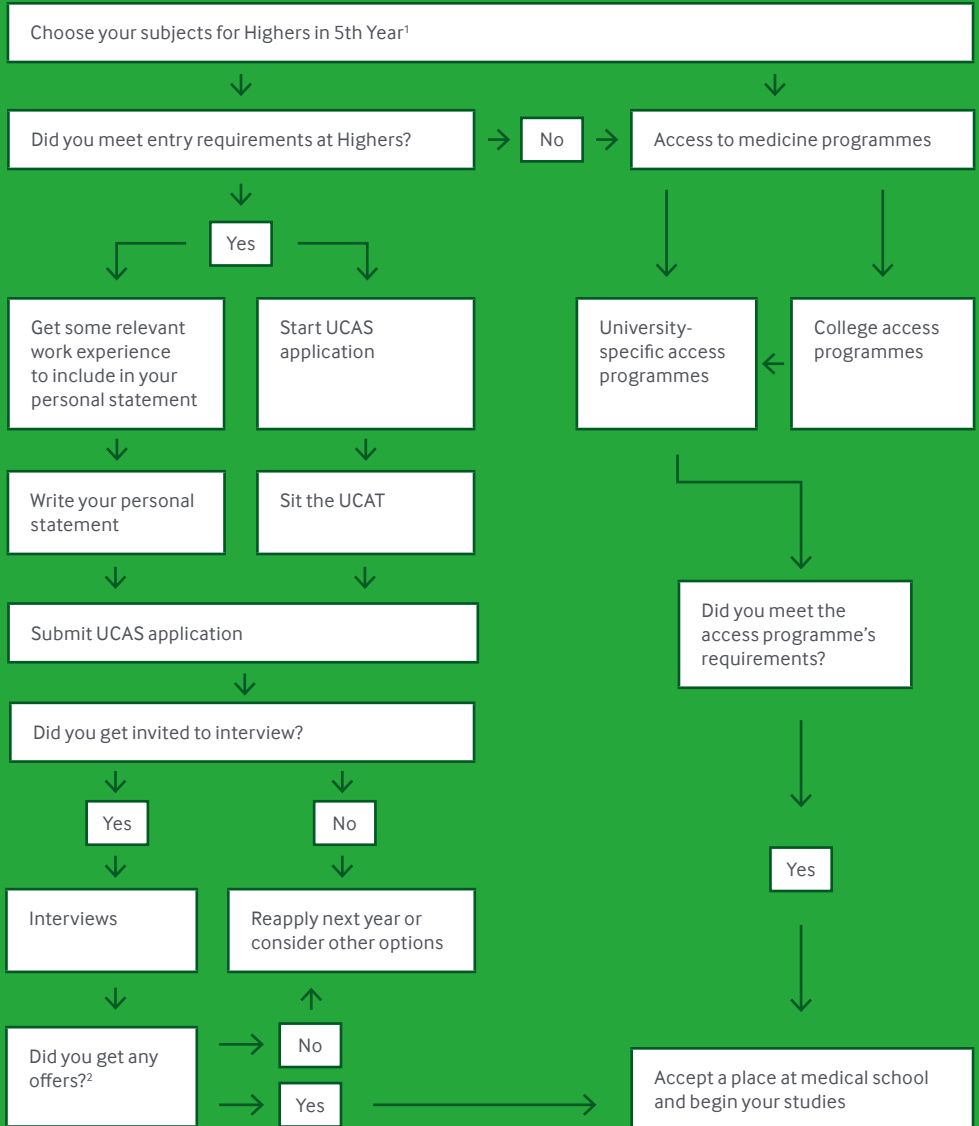 Choose your subjects for Highers in 5th Year¹
Did you meet entry requirements at Highers?
No
Access to medicine programmes
Yes
Get some relevant
work experience
to include in your
personal statement
Start UCAS
application
University-
specific access
programmes
College access
programmes
Write your personal
statement
Sit the UCAT
Submit UCAS application
Did you meet the
access programme’s
requirements?
Did you get invited to interview?
Yes
No
Yes
Interviews
Reapply next year or
consider other options
Did you get any
offers?²
No
Yes
Accept a place at medical school
and begin your studies